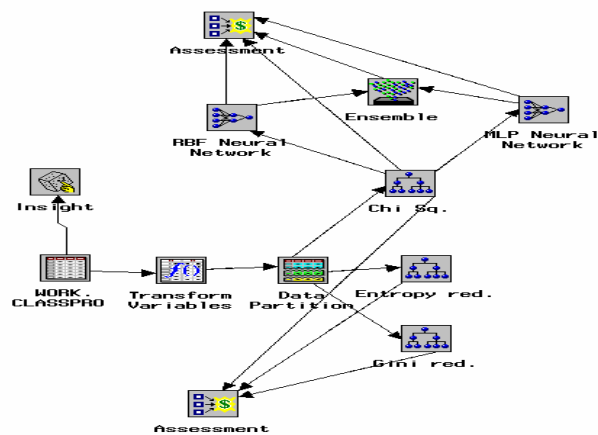 Assessment
Ensemble
RBF Neural
Network
MLP Neural
Network
Insight
Chi Sq.
WORK.
CLASSPRO
Transform
Variables
Data
Partition
Entropy red.
Gini red.
Assessment